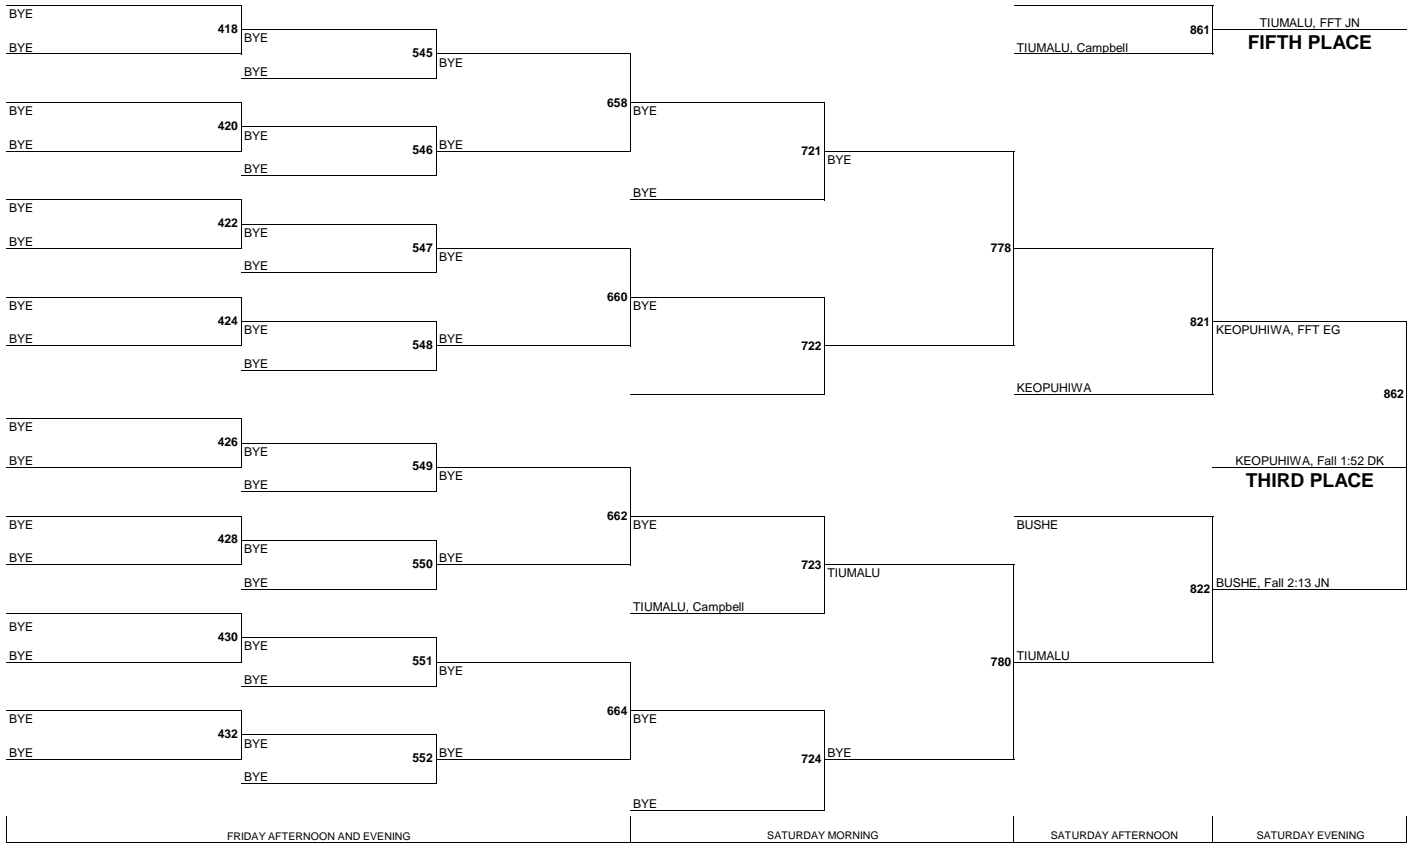 BYE
418
BYE
BYE
545
BYE
BYE
658
BYE
420
BYE
BYE
546
BYE
BYE
BYE
721
BYE
BYE
422
BYE
BYE
547
BYE
BYE
660
BYE
424
BYE
BYE
548
BYE
BYE
BYE
722
778
BYE
426
BYE
BYE
549
BYE
BYE
662
BYE
428
BYE
BYE
550
BYE
BYE
BYE
723
TIUMALU, Campbell
TIUMALU
BYE
430
BYE
BYE
551
BYE
BYE
664
BYE
432
BYE
BYE
552
BYE
BYE
BYE
724
BYE
BYE
780
TIUMALU
861
TIUMALU, Campbell
TIUMALU, FFT JN
FIFTH PLACE
821
KEOPUHIWA
KEOPUHIWA, FFT EG
862
KEOPUHIWA, Fall 1:52 DK
THIRD PLACE
BUSHE
822
BUSHE, Fall 2:13 JN
FRIDAY AFTERNOON AND EVENING
SATURDAY MORNING
SATURDAY AFTERNOON
SATURDAY EVENING